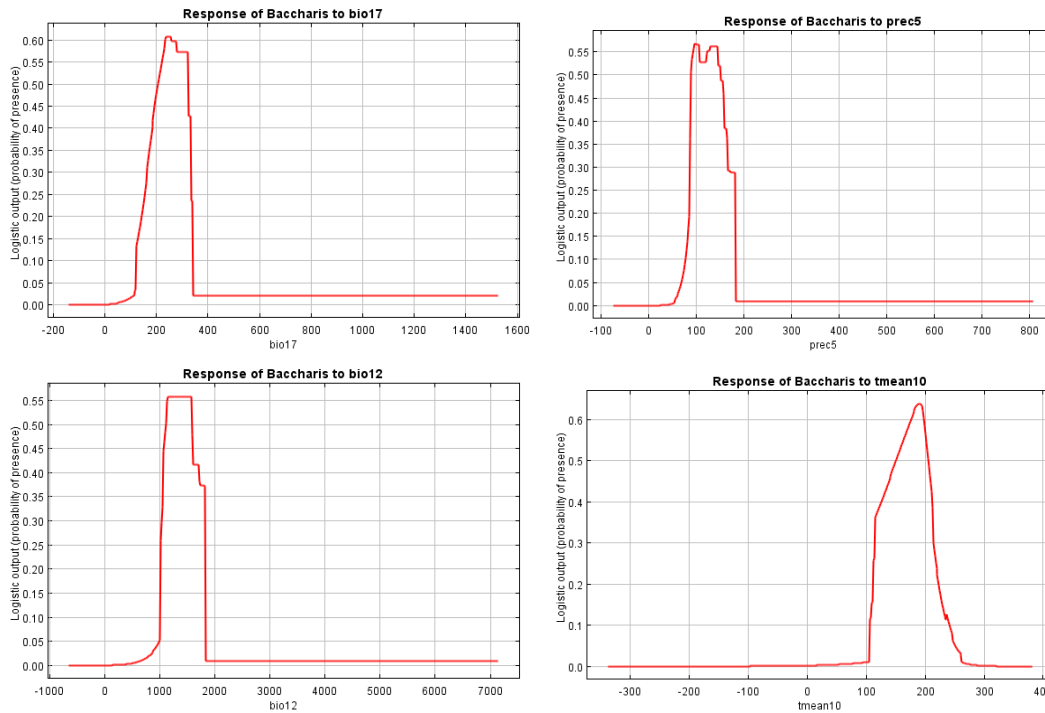 Response of Baccharis to bio17
Logistic output (probability of presence)
0.60
0.55
0.50
0.45
0.40
0.35
0.30
0.25
0.20
0.15
0.10
0.05
0.00
-200 0 200 400 600 800 1000 1200 1400 1600
bio17
Response of Baccharis to prec5
Logistic output (probability of presence)
0.55
0.50
0.45
0.40
0.35
0.30
0.25
0.20
0.15
0.10
0.05
0.00
-100 0 100 200 300 400 500 600 700 800
prec5
Response of Baccharis to bio12
Logistic output (probability of presence)
0.55
0.50
0.45
0.40
0.35
0.30
0.25
0.20
0.15
0.10
0.05
0.00
-1000 0 1000 2000 3000 4000 5000 6000 7000
bio12
Response of Baccharis to tmean10
Logistic output (probability of presence)
0.6
0.5
0.4
0.3
0.2
0.1
0.0
-300 -200 -100 0 100 200 300
tmean10